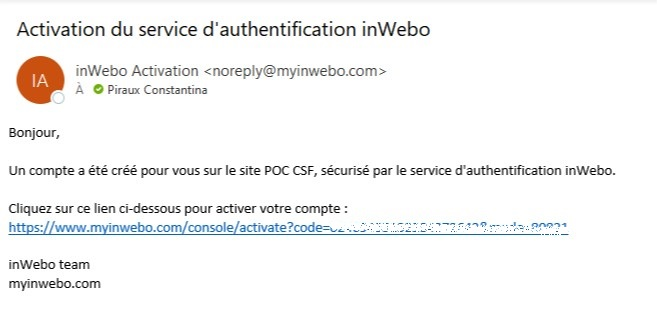 Activation du service d'authentification inWebo
IA
inWebo Activation <noreply@myinwebo.com>
À Piraux Constantina
Bonjour,
Un compte a été créé pour vous sur le site POC CSF, sécurisé par le service d'authentification inWebo.
Cliquez sur ce lien ci-dessous pour activer votre compte :
https://www.myinwebo.com/console/activate?code=
inWebo team
myinwebo.com